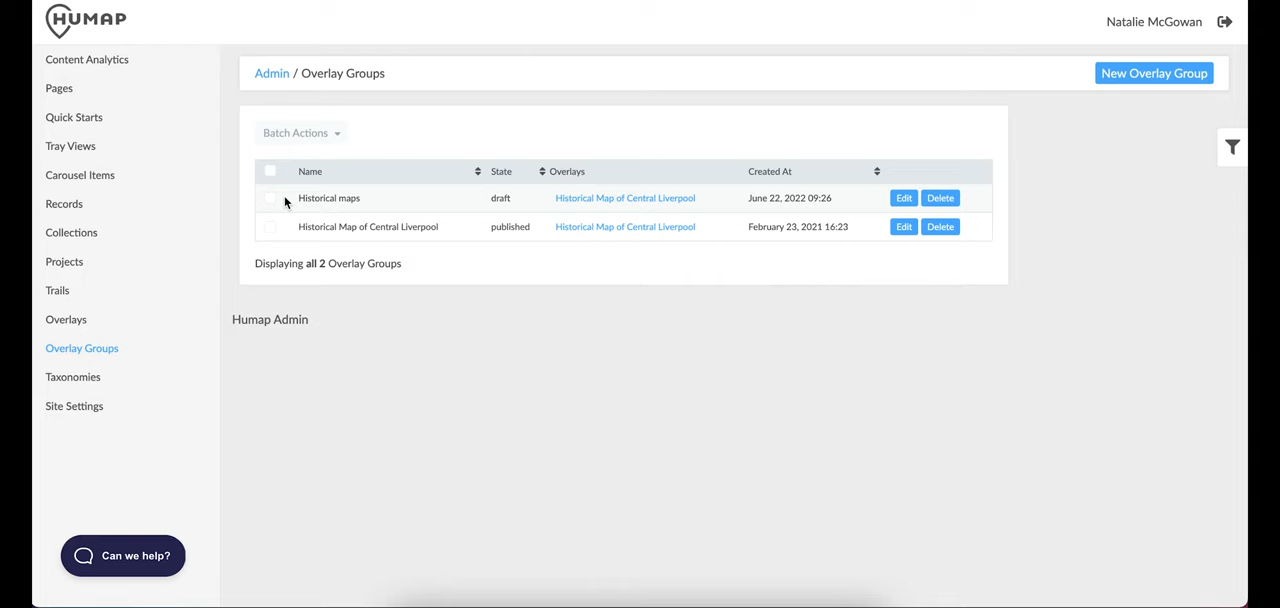 HUMAP
Natalie McGowan
Content Analytics
Pages
Quick Starts
Tray Views
Carousel Items
Records
Collections
Projects
Trails
Overlays
Overlay Groups
Taxonomies
Site Settings
Can we help?
Admin / Overlay Groups
New Overlay Group
Batch Actions
Name State Overlays Created At
Historical maps draft Historical Map of Central Liverpool June 22, 2022 09:26 Edit Delete
Historical Map of Central Liverpool published Historical Map of Central Liverpool February 23, 2021 16:23 Edit Delete
Displaying all 2 Overlay Groups
Humap Admin